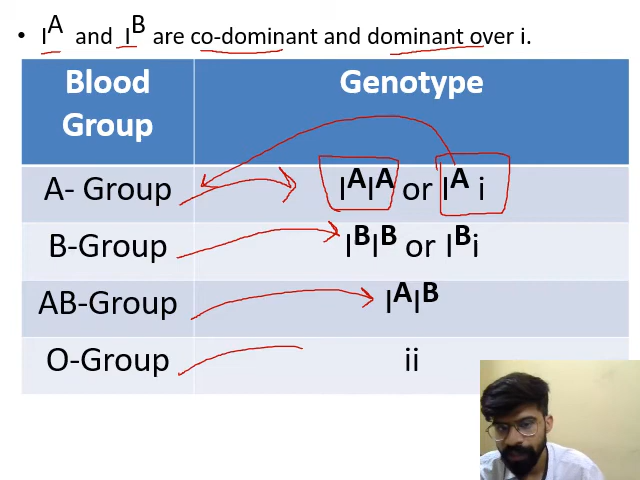 • Iᴬ and Iᴮ are co-dominant and dominant over i.
Blood Group Genotype
A- Group IᴬIᴬ or Iᴬ i
B-Group IᴮIᴮ or Iᴮi
AB-Group IᴬIᴮ
O-Group ii